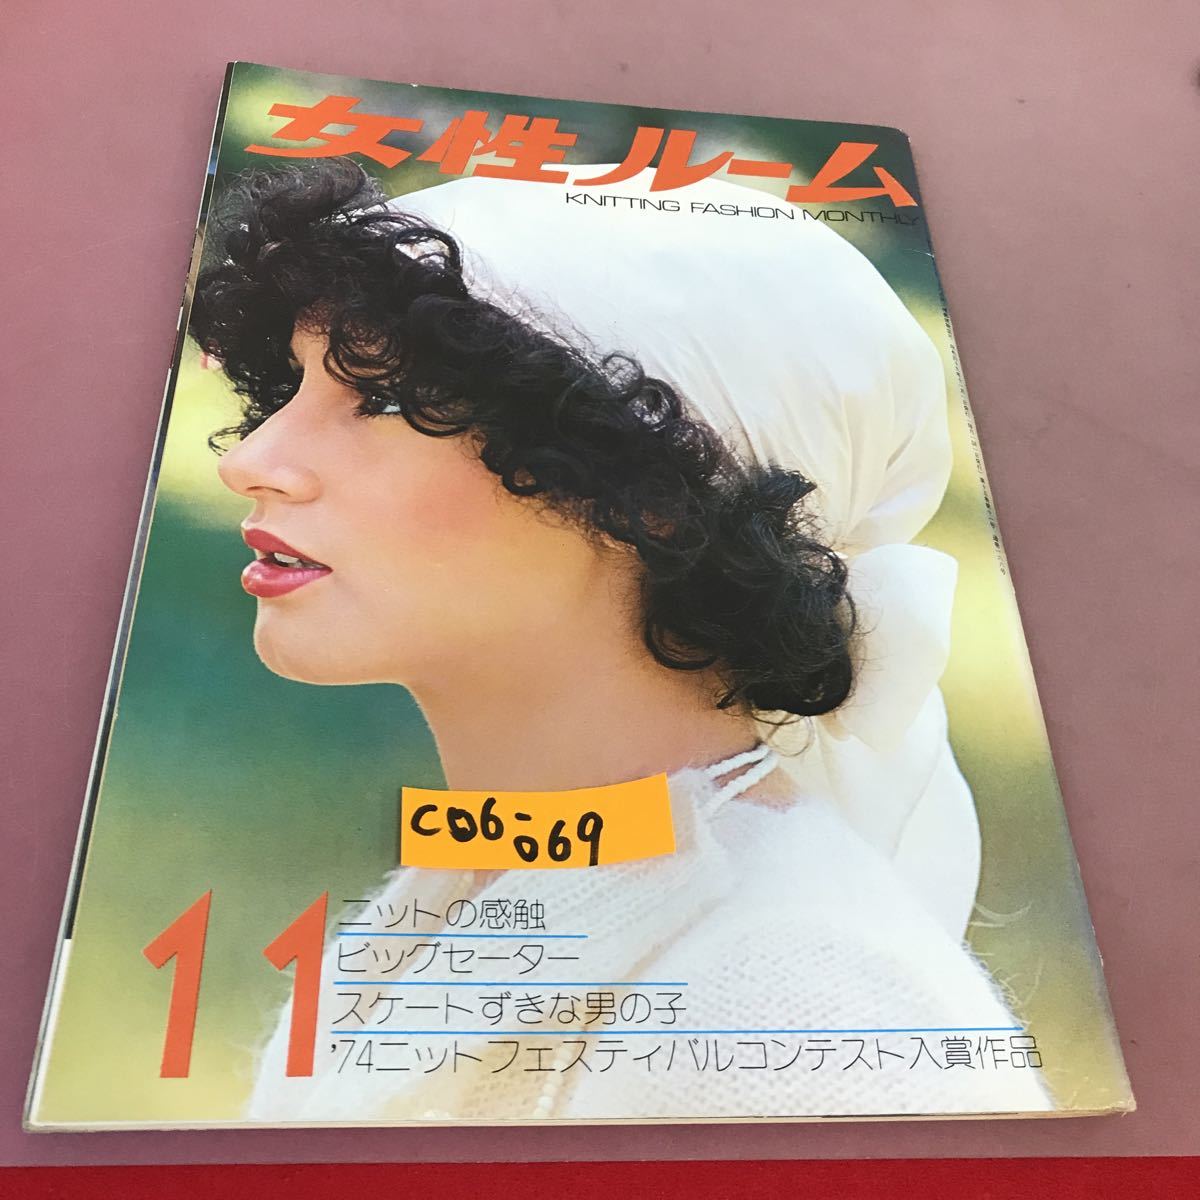 女性ルーム
KNITTING FASHION MONTHLY
C06-069
11
ニットの感触
ビッグセーター
スケートずきな男の子
'74ニットフェスティバルコンテスト入賞作品